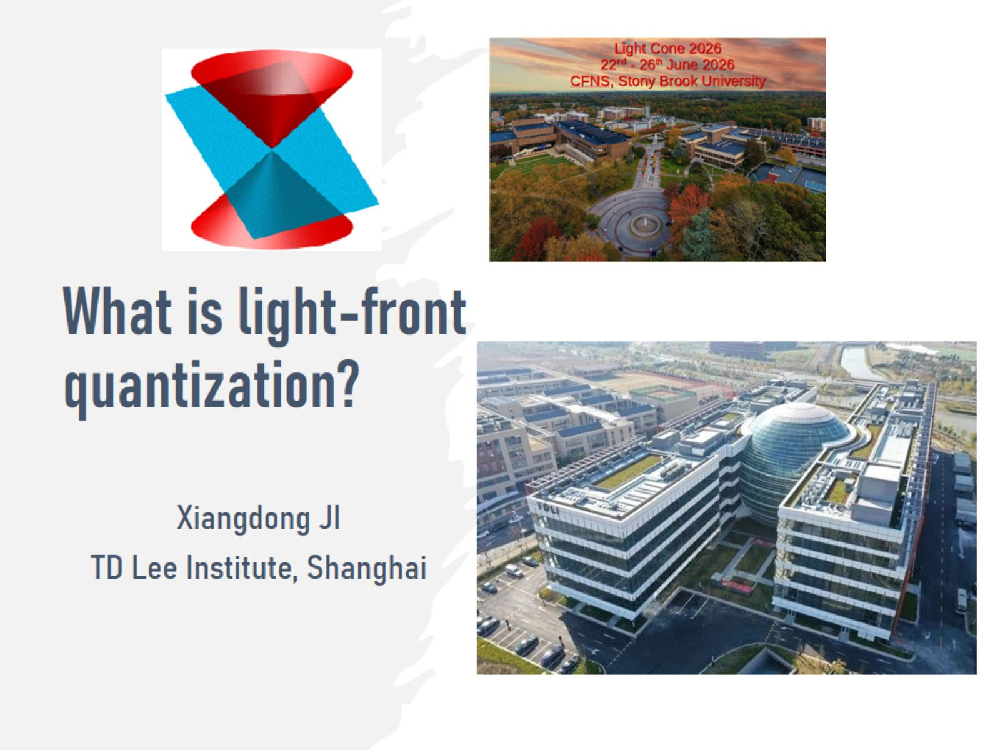 Light Cone 2026
22nd - 26th June 2026
CFNS, Stony Brook University
What is light-front
quantization?
TDLI
Xiangdong JI
TD Lee Institute, Shanghai